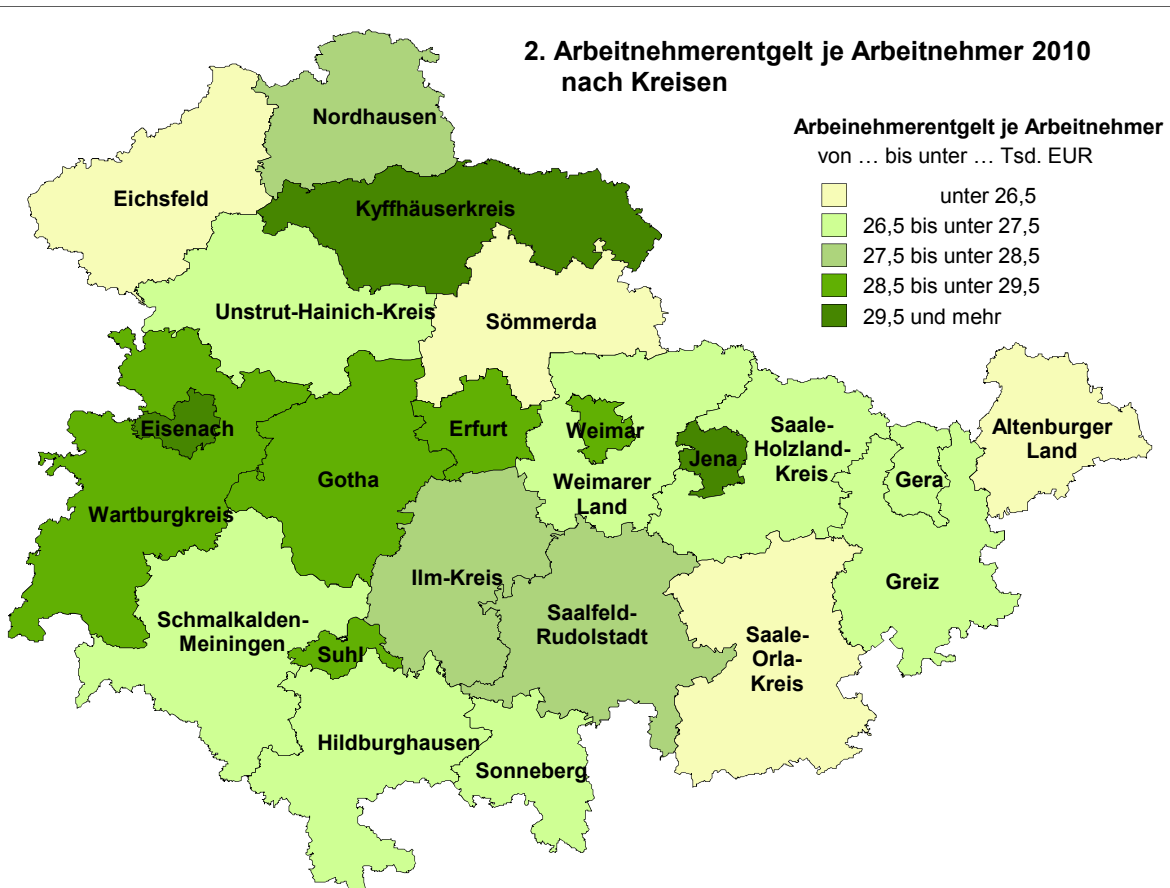 2. Arbeitnehmerentgelt je Arbeitnehmer 2010
nach Kreisen
Arbeinehmerentgelt je Arbeitnehmer
von … bis unter … Tsd. EUR
unter 26,5
26,5 bis unter 27,5
27,5 bis unter 28,5
28,5 bis unter 29,5
29,5 und mehr
Nordhausen
Eichsfeld
Kyffhäuserkreis
Unstrut-Hainich-Kreis
Sömmerda
Eisenach
Erfurt
Weimar
Jena
Saale-
Holzland-
Kreis
Altenburger
Land
Gotha
Weimarer
Land
Gera
Wartburgkreis
Ilm-Kreis
Greiz
Schmalkalden-
Meiningen
Saalfeld-
Rudolstadt
Suhl
Saale-
Orla-
Kreis
Hildburghausen
Sonneberg